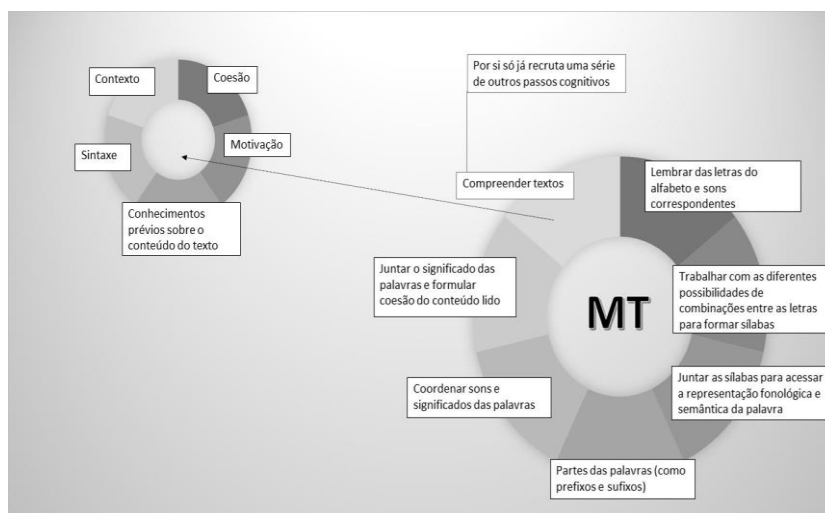 Contexto
Coesão
Sintaxe
Motivação
Conhecimentos
prévios sobre o
conteúdo do texto
Por si só já recruta uma série
de outros passos cognitivos
Compreender textos
Lembrar das letras do
alfabeto e sons
correspondentes
Juntar o significado das
palavras e formular
coesão do conteúdo lido
MT
Trabalhar com as diferentes
possibilidades de
combinações entre as letras
para formar sílabas
Coordenar sons e
significados das palavras
Juntar as sílabas para acessar
a representação fonológica e
semântica da palavra
Partes das palavras (como
prefixos e sufixos)